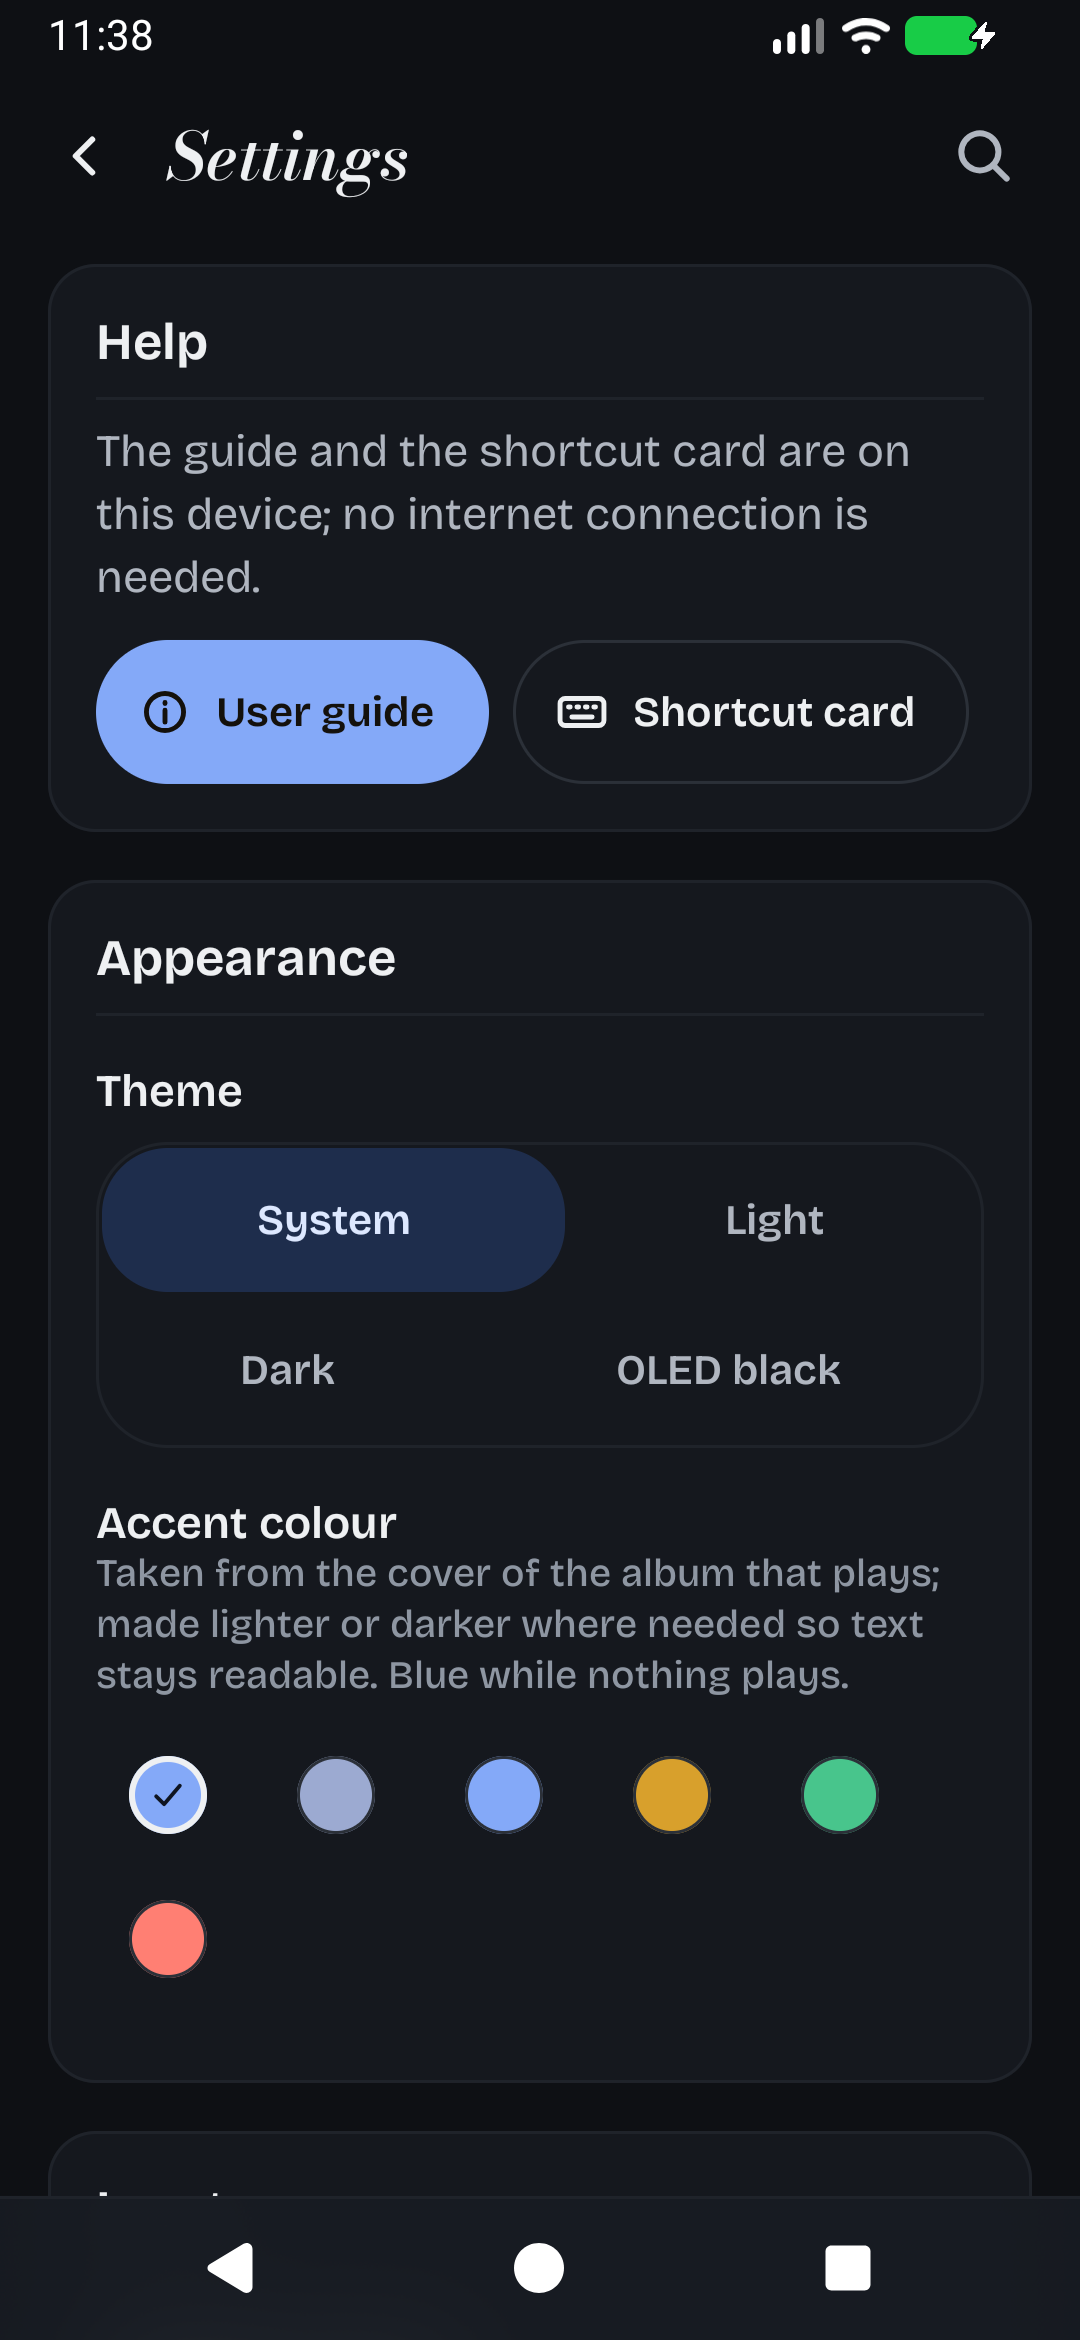 11:38
Settings
Help
The guide and the shortcut card are on
this device; no internet connection is
needed.
User guide
Shortcut card
Appearance
Theme
System
Light
Dark
OLED black
Accent colour
Taken from the cover of the album that plays;
made lighter or darker where needed so text
stays readable. Blue while nothing plays.